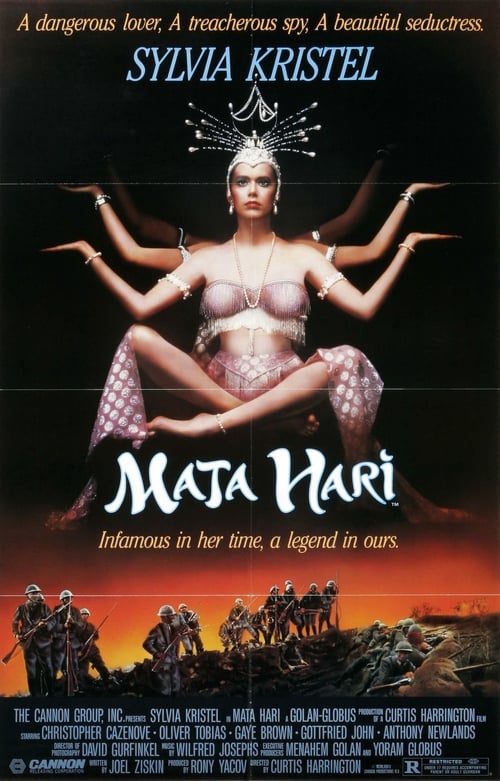 A dangerous lover, A treacherous spy, A beautiful seductress.
SYLVIA KRISTEL
MATA HARI TM
Infamous in her time, a legend in ours.
THE CANNON GROUP, INC. PRESENTS SYLVIA KRISTEL IN MATA HARI A GOLAN-GLOBUS PRODUCTION OF A CURTIS HARRINGTON FILM
STARRING CHRISTOPHER CAZENOVE • OLIVER TOBIAS • GAYE BROWN • GOTTFRIED JOHN • ANTHONY NEWLANDS
DIRECTOR OF PHOTOGRAPHY DAVID GURFINKEL MUSIC BY WILFRED JOSEPHS EXECUTIVE PRODUCERS MENAHEM GOLAN AND YORAM GLOBUS
CANNON RELEASING CORPORATION WRITTEN BY JOEL ZISKIN PRODUCED BY RONY YACOV DIRECTED BY CURTIS HARRINGTON R RESTRICTED